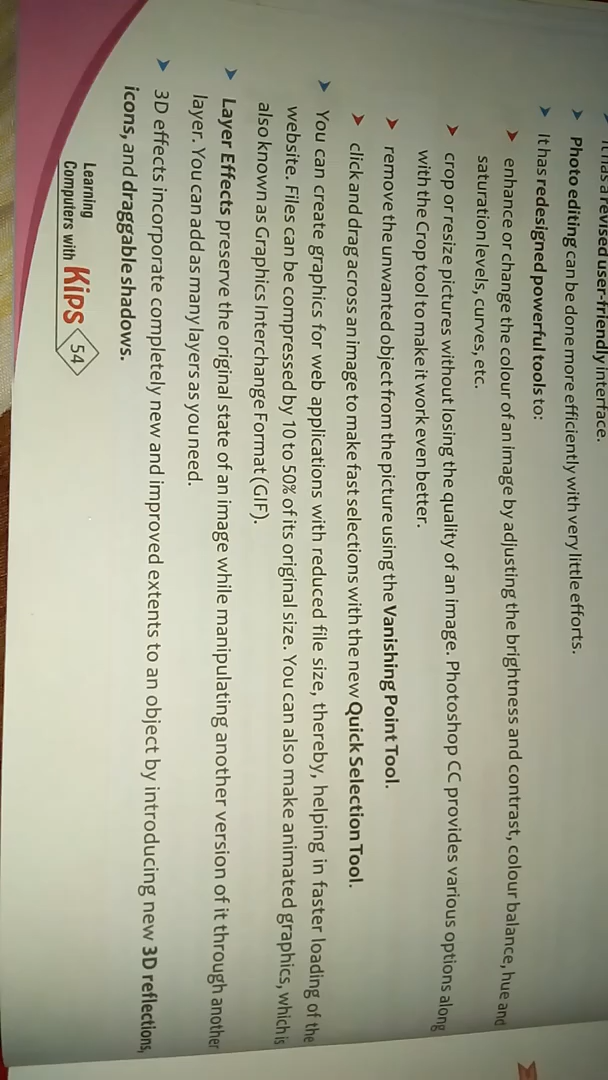 It has a revised user-friendly interface.
➤ Photo editing can be done more efficiently with very little efforts.
➤ It has redesigned powerful tools to:
➤ enhance or change the colour of an image by adjusting the brightness and contrast, colour balance, hue and
saturation levels, curves, etc.
➤ crop or resize pictures without losing the quality of an image. Photoshop CC provides various options along
with the Crop tool to make it work even better.
➤ remove the unwanted object from the picture using the Vanishing Point Tool.
➤ click and drag across an image to make fast selections with the new Quick Selection Tool.
➤ You can create graphics for web applications with reduced file size, thereby, helping in faster loading of the
website. Files can be compressed by 10 to 50% of its original size. You can also make animated graphics, which is
also known as Graphics Interchange Format (GIF).
➤ Layer Effects preserve the original state of an image while manipulating another version of it through another
layer. You can add as many layers as you need.
➤ 3D effects incorporate completely new and improved extents to an object by introducing new 3D reflections,
icons, and draggable shadows.
Learning
Computers with Kips 54